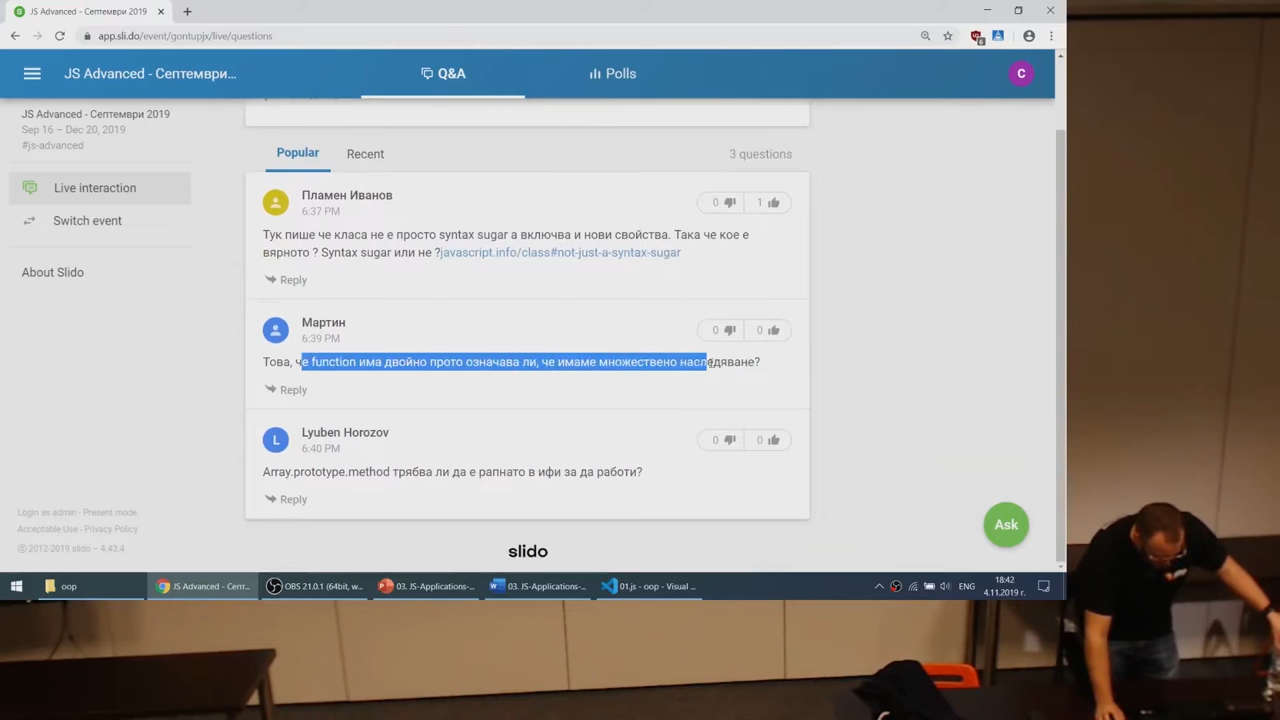 JS Advanced - Септември 2019
app.sli.do/event/gontupjx/live/questions
JS Advanced - Септември...
Q&A
Polls
C
JS Advanced - Септември 2019
Sep 16 – Dec 20, 2019
#js-advanced
Live interaction
Switch event
About Slido
Popular
Recent
3 questions
Пламен Иванов
6:37 PM
0
1
Тук пише че класа не е просто syntax sugar а включва и нови свойства. Така че кое е
вярното ? Syntax sugar или не ?javascript.info/class#not-just-a-syntax-sugar
Reply
Мартин
6:39 PM
0
0
Това, че function има двойно прото означава ли, че имаме множествено наследяване?
Reply
L
Lyuben Horozov
6:40 PM
0
0
Array.prototype.method трябва ли да е рапнато в ифи за да работи?
Reply
Login as admin - Present mode
Acceptable Use - Privacy Policy
© 2012-2019 slido – 4.43.4
slido
Ask
oop
JS Advanced - Септ...
OBS 21.0.1 (64bit, w...
03. JS-Applications-...
03. JS-Applications-...
01.js - oop - Visual ...
ЕНГ
18:42
4.11.2019 г.